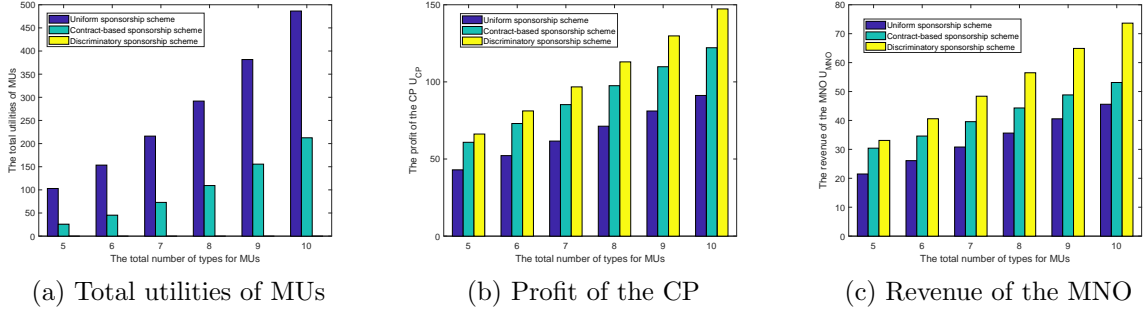 500
450
400
350
300
250
200
150
100
50
0
The total utilities of MUs
Uniform sponsorship scheme
Contract-based sponsorship scheme
Discriminatory sponsorship scheme
5 6 7 8 9 10
The total number of types for MUs
(a) Total utilities of MUs
150
100
50
0
The profit of the CP U_CP
Uniform sponsorship scheme
Contract-based sponsorship scheme
Discriminatory sponsorship scheme
5 6 7 8 9 10
The total number of types for MUs
(b) Profit of the CP
80
70
60
50
40
30
20
10
0
The revenue of the MNO U_MNO
Uniform sponsorship scheme
Contract-based sponsorship scheme
Discriminatory sponsorship scheme
5 6 7 8 9 10
The total number of types for MUs
(c) Revenue of the MNO